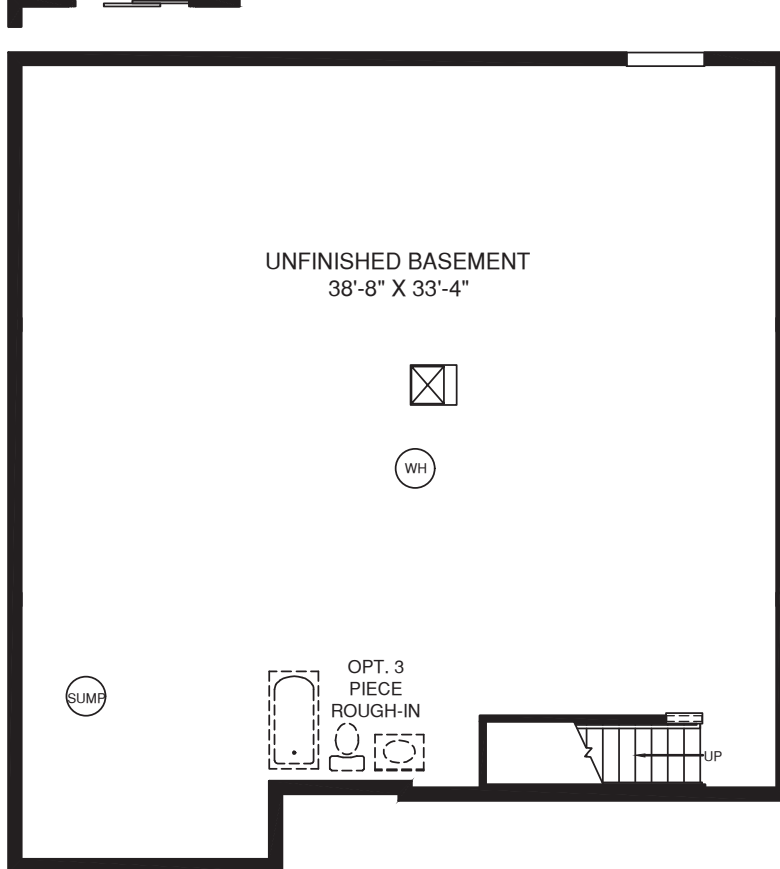 UNFINISHED BASEMENT
38'-8" X 33'-4"
WH
OPT. 3
PIECE
ROUGH-IN
SUMP
UP